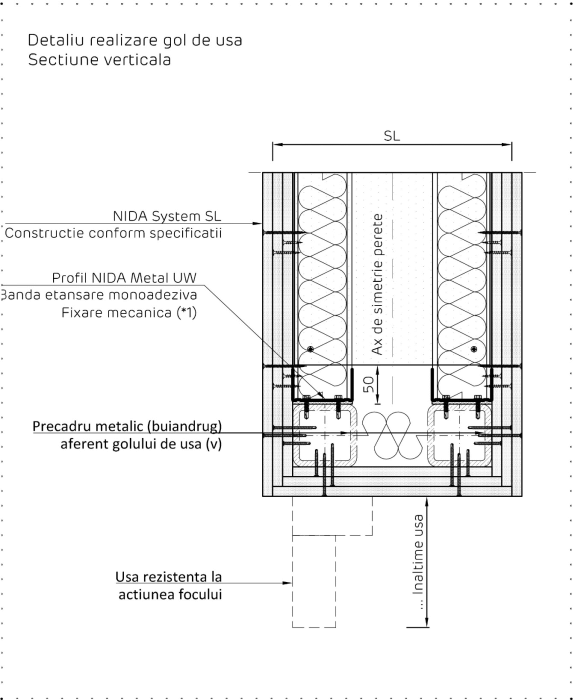 Detaliu realizare gol de usa
Sectiune verticala
SL
NIDA System SL
Constructie conform specificatii
Ax de simetrie perete
Profil NIDA Metal UW
Banda etansare monoadeziva
Fixare mecanica (*1)
50
Precadru metalic (buiandrug)
aferent golului de usa (v)
... Inaltime usa
Usa rezistenta la
actiunea focului